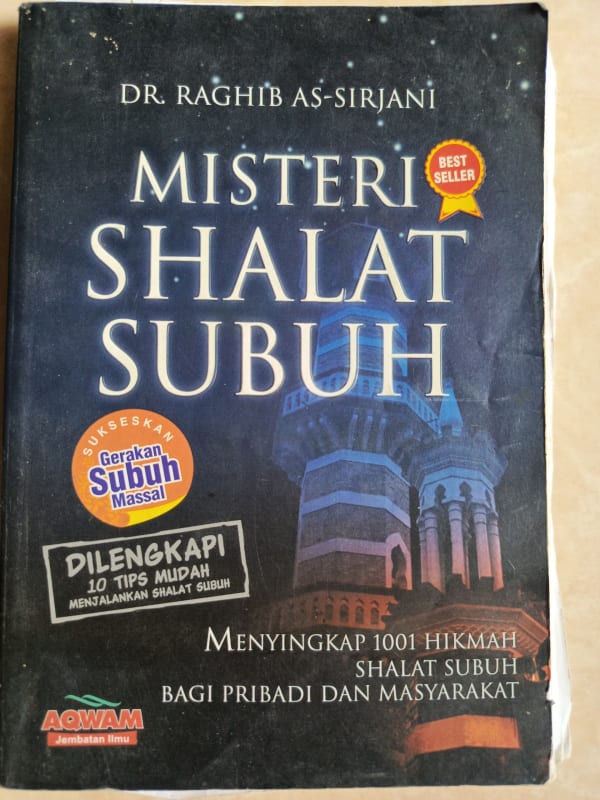 DR. RAGHIB AS-SIRJANI
MISTERI
BEST
SELLER
SHALAT
SUBUH
SUKSESKAN
Gerakan
Subuh
Massal
DILENGKAPI
10 TIPS MUDAH
MENJALANKAN SHALAT SUBUH
MENYINGKAP 1001 HIKMAH
SHALAT SUBUH
BAGI PRIBADI DAN MASYARAKAT
AQWAM
Jembatan Ilmu